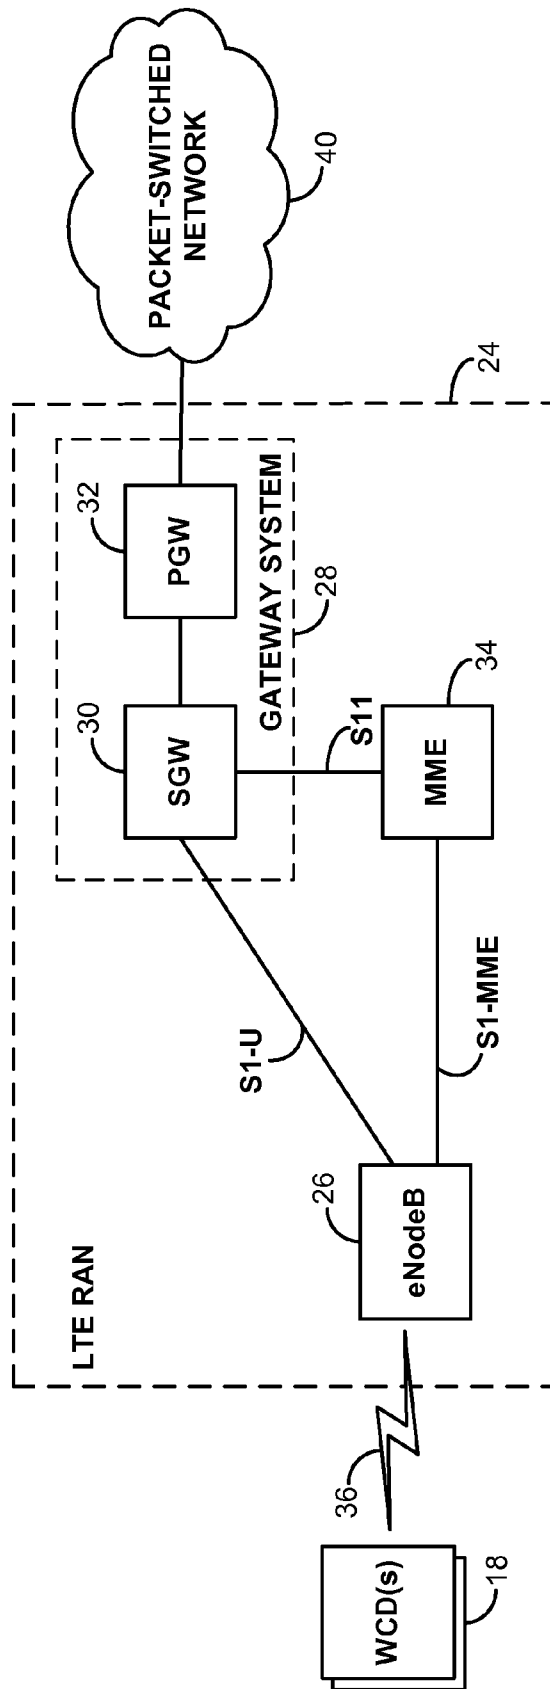 LTE RAN
WCD(s)
18
36
eNodeB
26
S1-U
S1-MME
SGW
30
S11
MME
34
PGW
32
GATEWAY SYSTEM
28
24
PACKET-SWITCHED
NETWORK
40